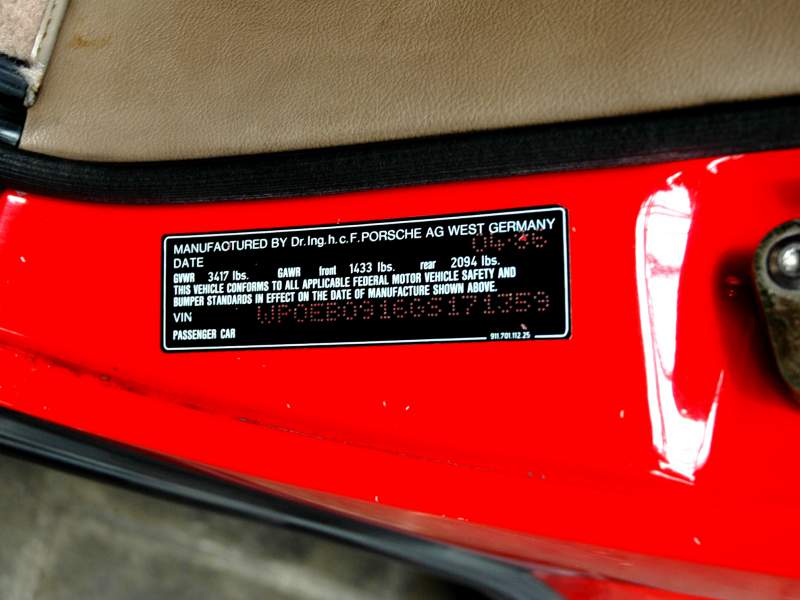 MANUFACTURED BY Dr.Ing.h.c.F.PORSCHE AG WEST GERMANY
DATE 04-86
GVWR 3417 lbs. GAWR front 1433 lbs. rear 2094 lbs.
THIS VEHICLE CONFORMS TO ALL APPLICABLE FEDERAL MOTOR VEHICLE SAFETY AND
BUMPER STANDARDS IN EFFECT ON THE DATE OF MANUFACTURE SHOWN ABOVE.
VIN WP0EB0916GS171359
PASSENGER CAR 911.701.112.25